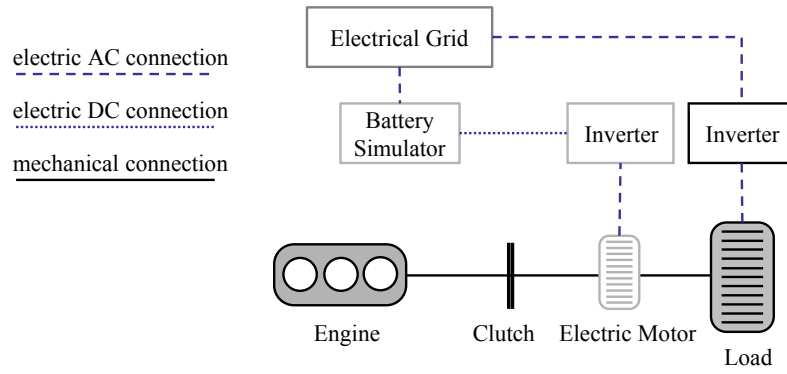 electric AC connection
electric DC connection
mechanical connection
Electrical Grid
Battery
Simulator
Inverter
Inverter
Engine
Clutch
Electric Motor
Load